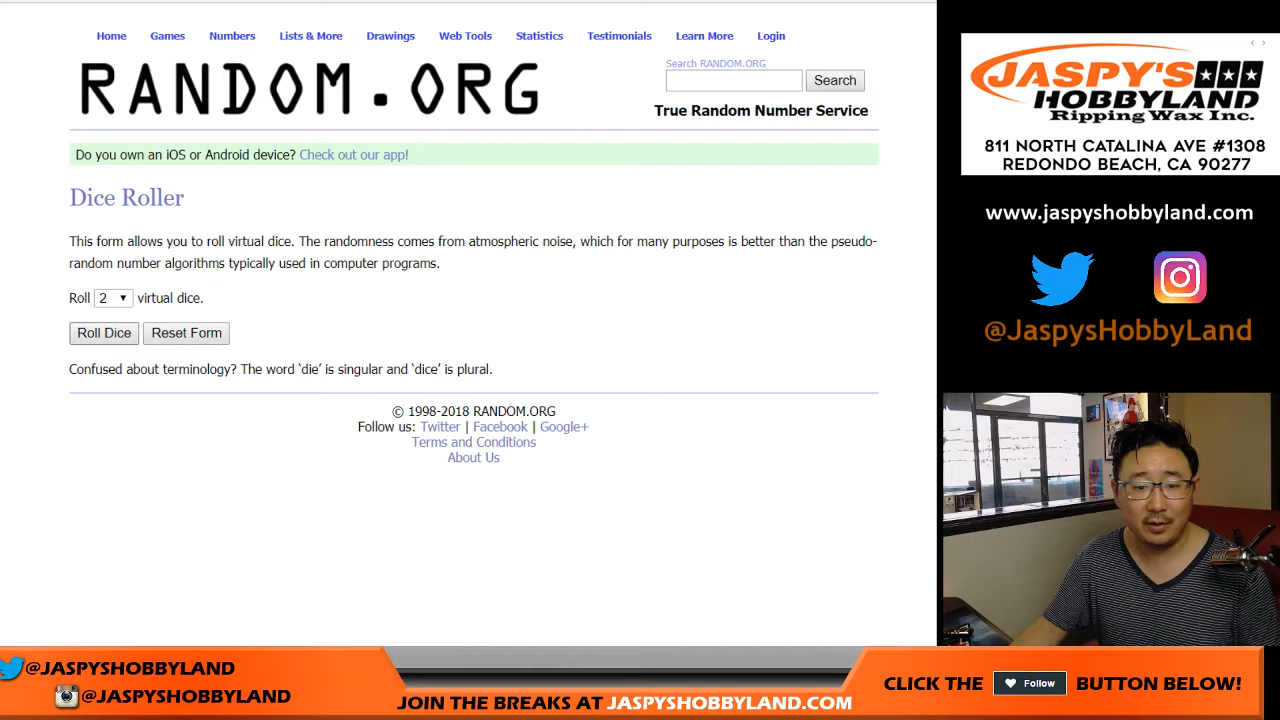 Home Games Numbers Lists & More Drawings Web Tools Statistics Testimonials Learn More Login
RANDOM.ORG
Search RANDOM.ORG
Search
True Random Number Service
Do you own an iOS or Android device? Check out our app!
Dice Roller
This form allows you to roll virtual dice. The randomness comes from atmospheric noise, which for many purposes is better than the pseudo-
random number algorithms typically used in computer programs.
Roll 2 virtual dice.
Roll Dice Reset Form
Confused about terminology? The word ‘die’ is singular and ‘dice’ is plural.
© 1998-2018 RANDOM.ORG
Follow us: Twitter | Facebook | Google+
Terms and Conditions
About Us
JASPY'S
HOBBYLAND
Ripping Wax Inc.
811 NORTH CATALINA AVE #1308
REDONDO BEACH, CA 90277
www.jaspyshobbyland.com
@JaspysHobbyLand
@JASPYSHOBBYLAND
@JASPYSHOBBYLAND
JOIN THE BREAKS AT JASPYSHOBBYLAND.COM
CLICK THE Follow BUTTON BELOW!